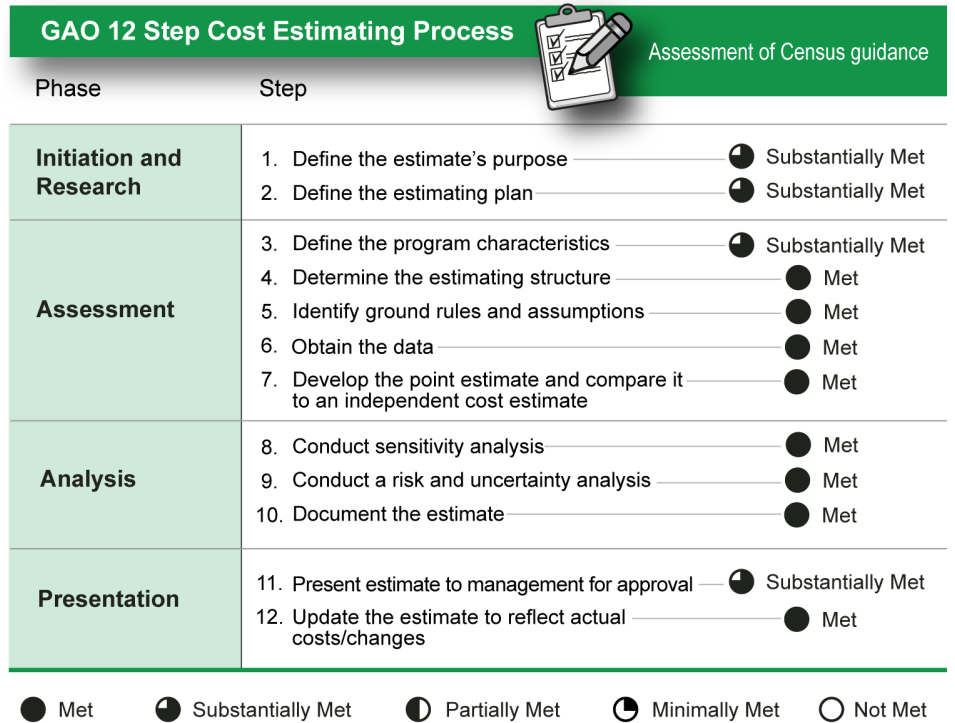 GAO 12 Step Cost Estimating Process
Assessment of Census guidance
Phase Step
Initiation and
Research
1. Define the estimate's purpose Substantially Met
2. Define the estimating plan Substantially Met
Assessment
3. Define the program characteristics Substantially Met
4. Determine the estimating structure Met
5. Identify ground rules and assumptions Met
6. Obtain the data Met
7. Develop the point estimate and compare it Met
to an independent cost estimate
Analysis
8. Conduct sensitivity analysis Met
9. Conduct a risk and uncertainty analysis Met
10. Document the estimate Met
Presentation
11. Present estimate to management for approval Substantially Met
12. Update the estimate to reflect actual Met
costs/changes
Met Substantially Met Partially Met Minimally Met Not Met